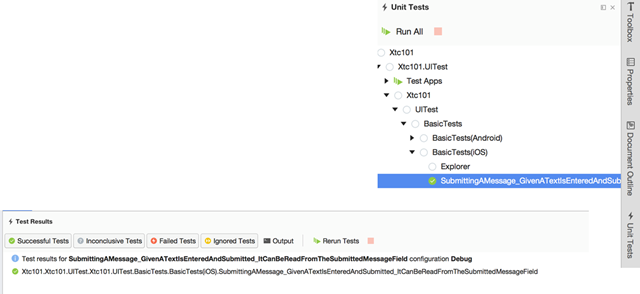 Unit Tests
Run All
Xtc101
Xtc101.UITest
Test Apps
Xtc101
UITest
BasicTests
BasicTests(Android)
BasicTests(iOS)
Explorer
SubmittingAMessage_GivenATextIsEnteredAndSub
Toolbox
Properties
Document Outline
Unit Tests
Test Results
Successful Tests Inconclusive Tests Failed Tests Ignored Tests Output Rerun Tests
Test results for SubmittingAMessage_GivenATextIsEnteredAndSubmitted_ItCanBeReadFromTheSubmittedMessageField configuration Debug
Xtc101.Xtc101.UITest.Xtc101.UITest.BasicTests.BasicTests(iOS).SubmittingAMessage_GivenATextIsEnteredAndSubmitted_ItCanBeReadFromTheSubmittedMessageField